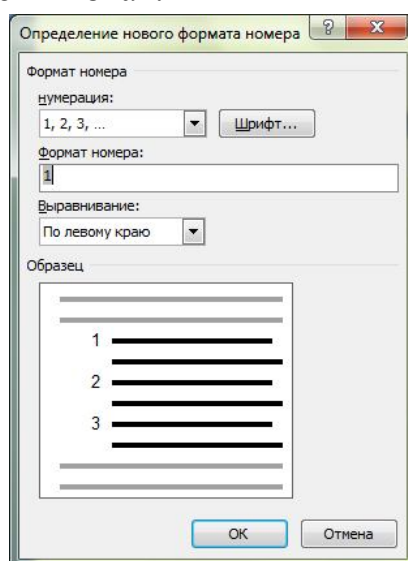 Определение нового формата номера
Формат номера
нумерация:
1, 2, 3, ...
Шрифт...
Формат номера:
1
Выравнивание:
По левому краю
Образец
1
2
3
ОК
Отмена